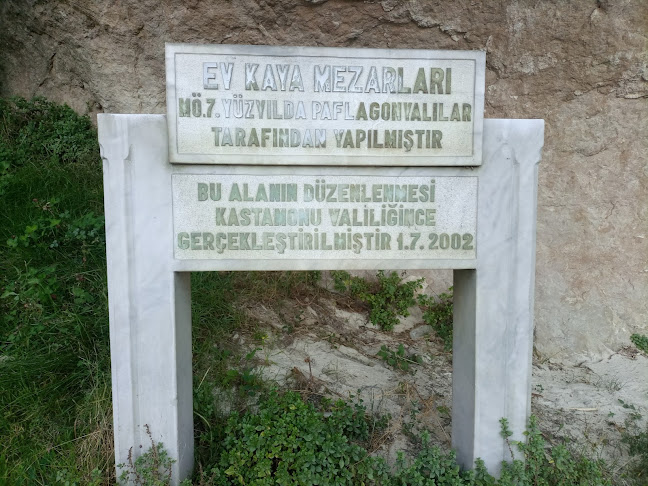 EV KAYA MEZARLARI
MÖ.7. YÜZVILDA PAFLAGONYALILAR
TARAFINDAN YAPILMIŞTIR
BU ALANIN DÜZENLENMESİ
KASTAMONU VALİLİĞİNCE
GERÇEKLEŞTİRİLMİŞTİR 1.7. 2002